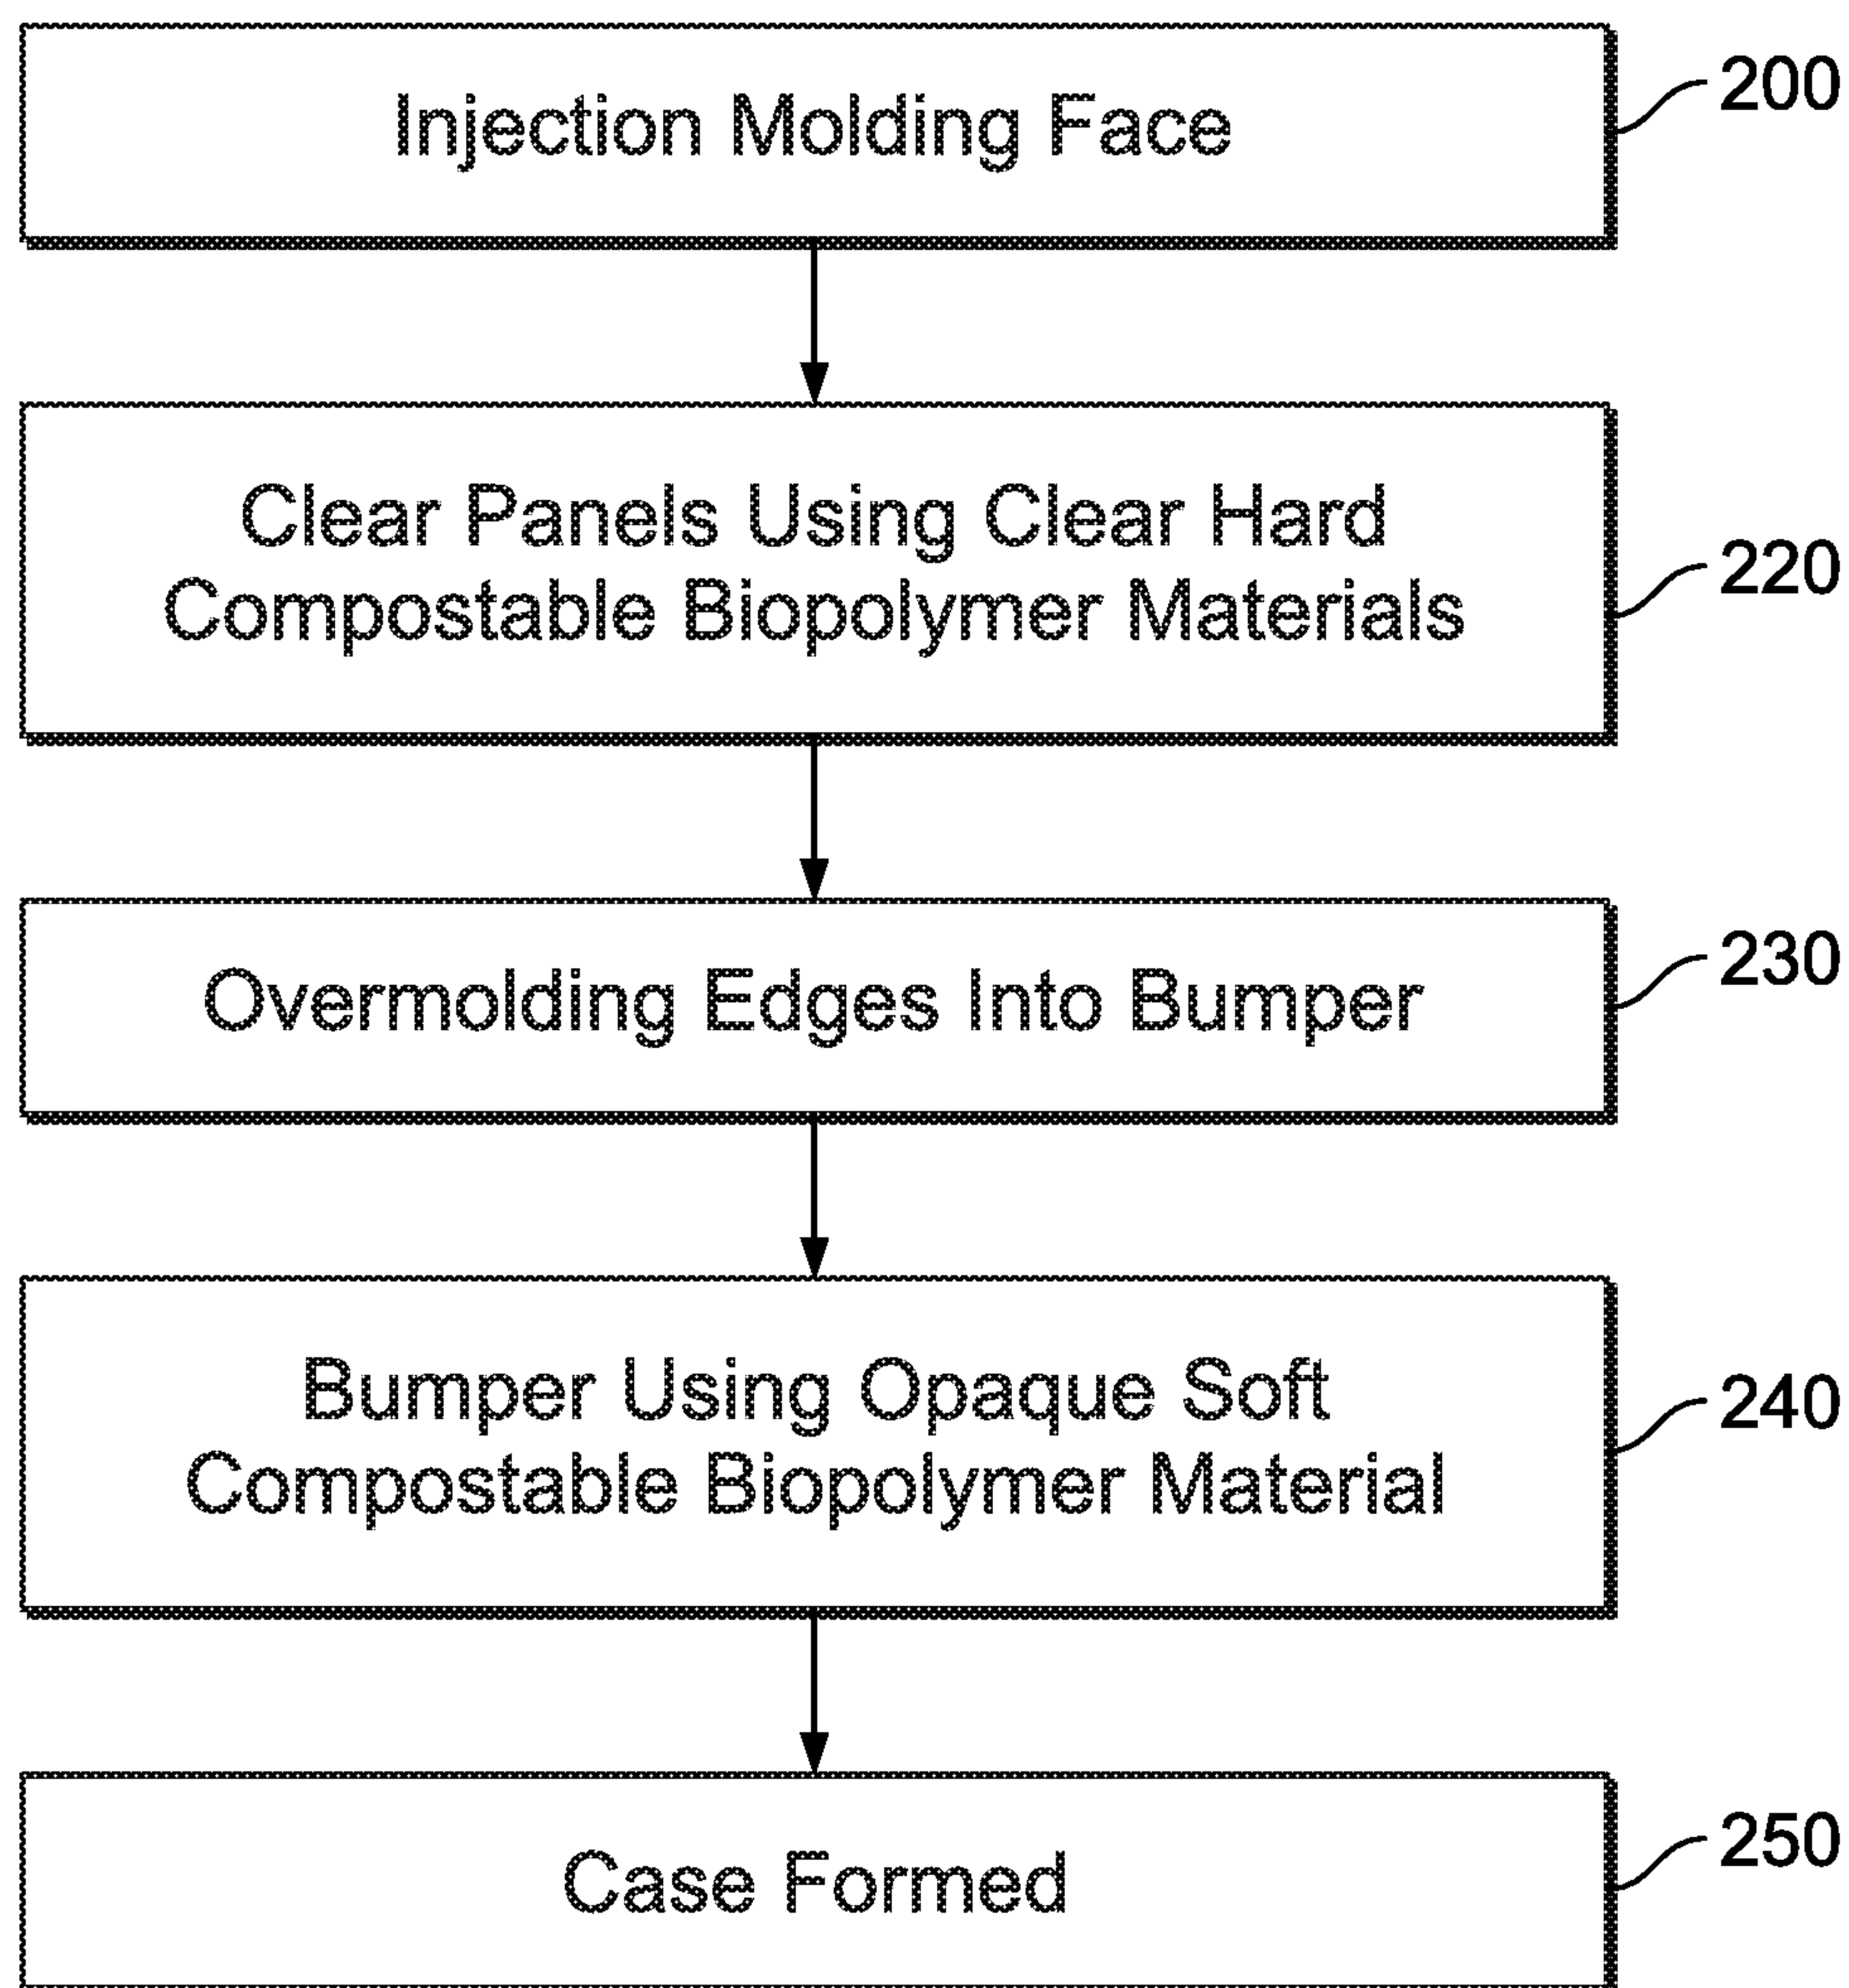 Injection Molding Face
200
Clear Panels Using Clear Hard
Compostable Biopolymer Materials
220
Overmolding Edges Into Bumper
230
Bumper Using Opaque Soft
Compostable Biopolymer Material
240
Case Formed
250